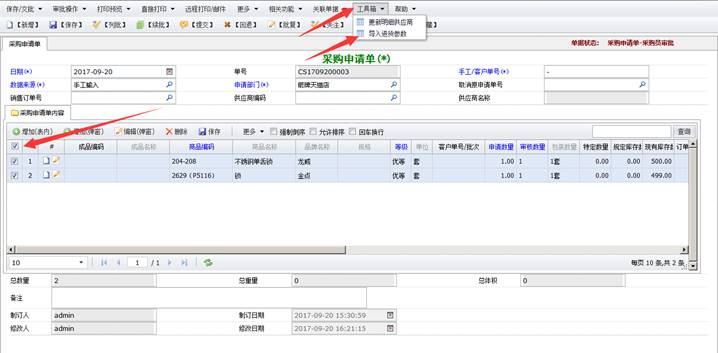 保存/交批 审批操作 打印预览 直接打印 远程打印/邮件 更多 相关功能 关联单据 工具箱 帮助
【新增】 【保存】 【列批】 【续批】 【提交】 【回退】 【批复】 【关注】
更新明细供应商
导入进货参数
采购申请单 单据状态: 采购申请单-采购员审批
采购申请单(*)
日期(*) 2017-09-20 单号 CS1709200003 手工/客户单号(*) -
数据来源(*) 手工输入 申请部门(*) 箭牌天猫店 取消原申请单号
销售订单号 供应商编码 供应商名称
采购申请单内容
增加(表内) 增加(弹窗) 编辑(弹窗) 删除 保存 更多 强制倒序 允许排序 回车换行 查询
# 成品编码 成品名称 商品编码 商品名称 品牌名称 规格 等级 单位 客户单号/批次 申请数量 审核数量 包装数量 特定数量 规定库存数 现有库存数 订单
1 204-208 不锈钢单舌锁 龙威 优等 套 1.00 1 1套 0.00 0.00 500.00
2 2629 (P5116) 锁 金点 优等 套 1.00 1 1套 0.00 0.00 499.00
10 1 / 1 每页 10 条,共 2 条
总数量 2 总重量 0 总体积 0
备注
制订人 admin 制订日期 2017-09-20 15:30:59
修改人 admin 修改日期 2017-09-20 16:21:15